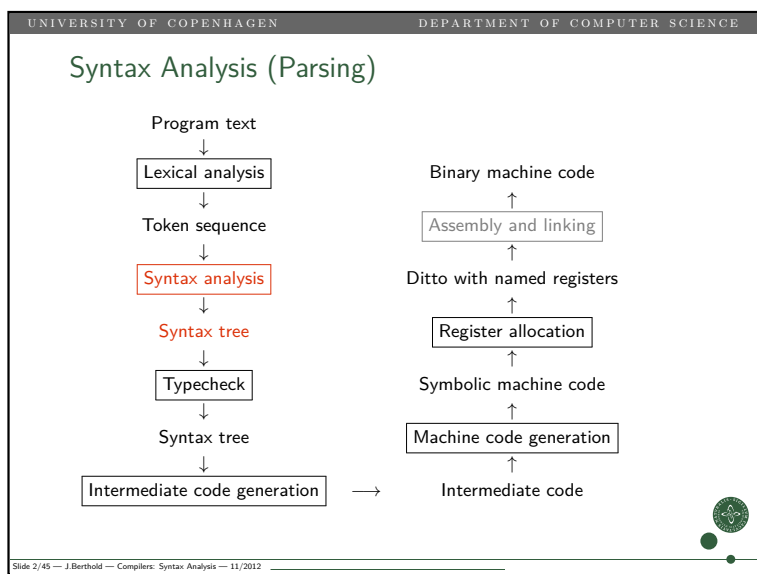 UNIVERSITY OF COPENHAGEN
DEPARTMENT OF COMPUTER SCIENCE
Syntax Analysis (Parsing)
Program text
↓
Lexical analysis
↓
Token sequence
↓
Syntax analysis
↓
Syntax tree
↓
Typecheck
↓
Syntax tree
↓
Intermediate code generation
→
Binary machine code
↑
Assembly and linking
↑
Ditto with named registers
↑
Register allocation
↑
Symbolic machine code
↑
Machine code generation
↑
Intermediate code
Slide 2/45 — J.Berthold — Compilers: Syntax Analysis — 11/2012